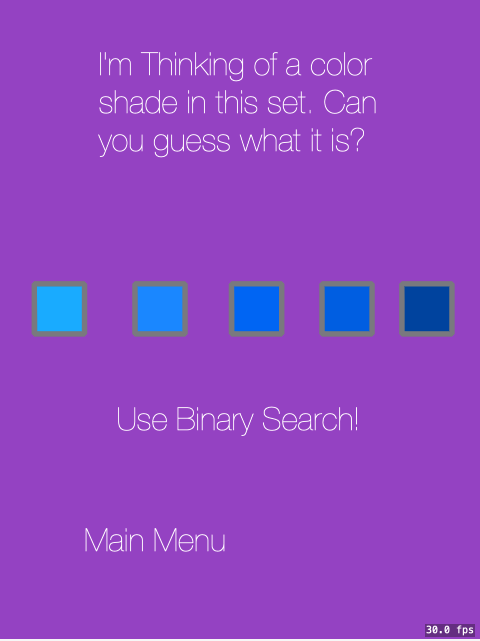 I'm Thinking of a color
shade in this set. Can
you guess what it is?
Use Binary Search!
Main Menu
30.0 fps